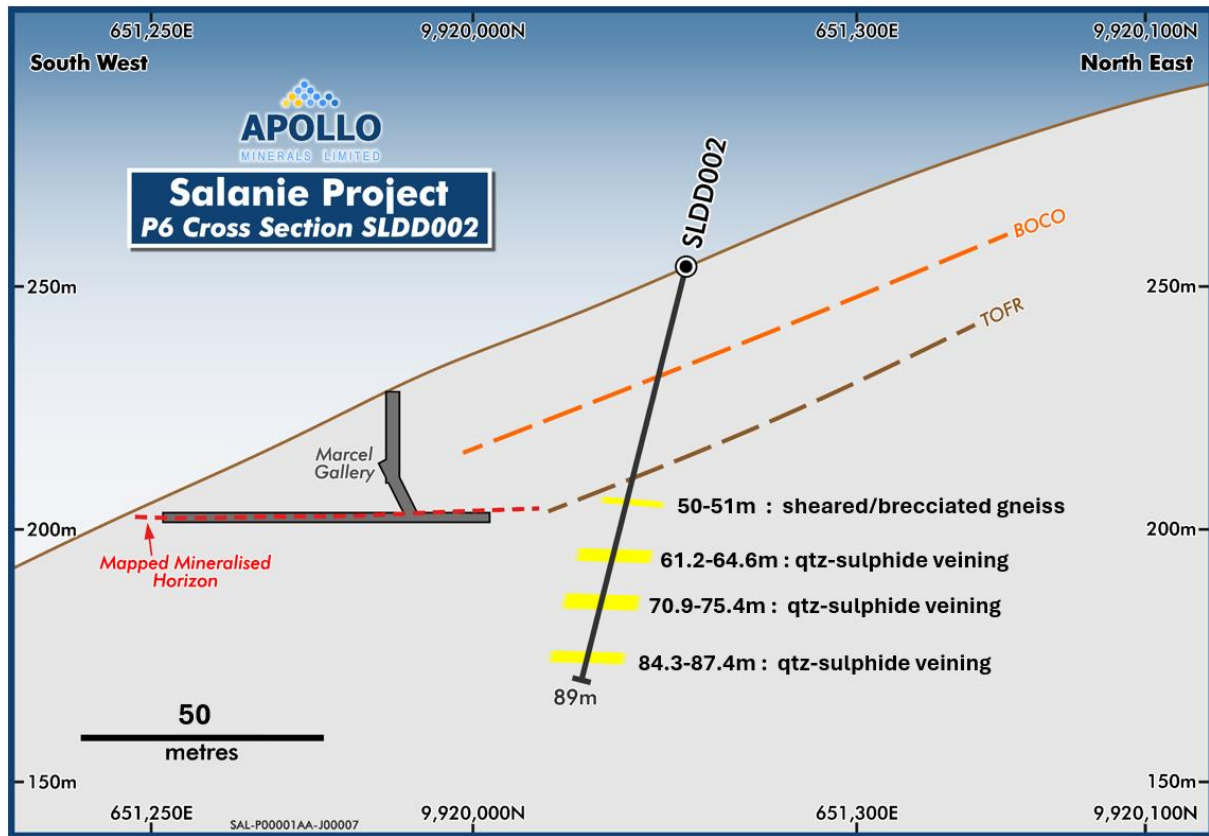 651,250E 9,920,000N 651,300E 9,920,100N
South West North East
APOLLO
MINERALS LIMITED
Salanie Project
P6 Cross Section SLDD002
SLDD002
BOCO
TOFR
250m 250m
Marcel
Gallery
50-51m : sheared/brecciated gneiss
200m 200m
Mapped Mineralised
Horizon
61.2-64.6m : qtz-sulphide veining
70.9-75.4m : qtz-sulphide veining
84.3-87.4m : qtz-sulphide veining
89m
50
metres
150m 150m
651,250E 9,920,000N 651,300E 9,920,100N
SAL-P00001AA-J00007